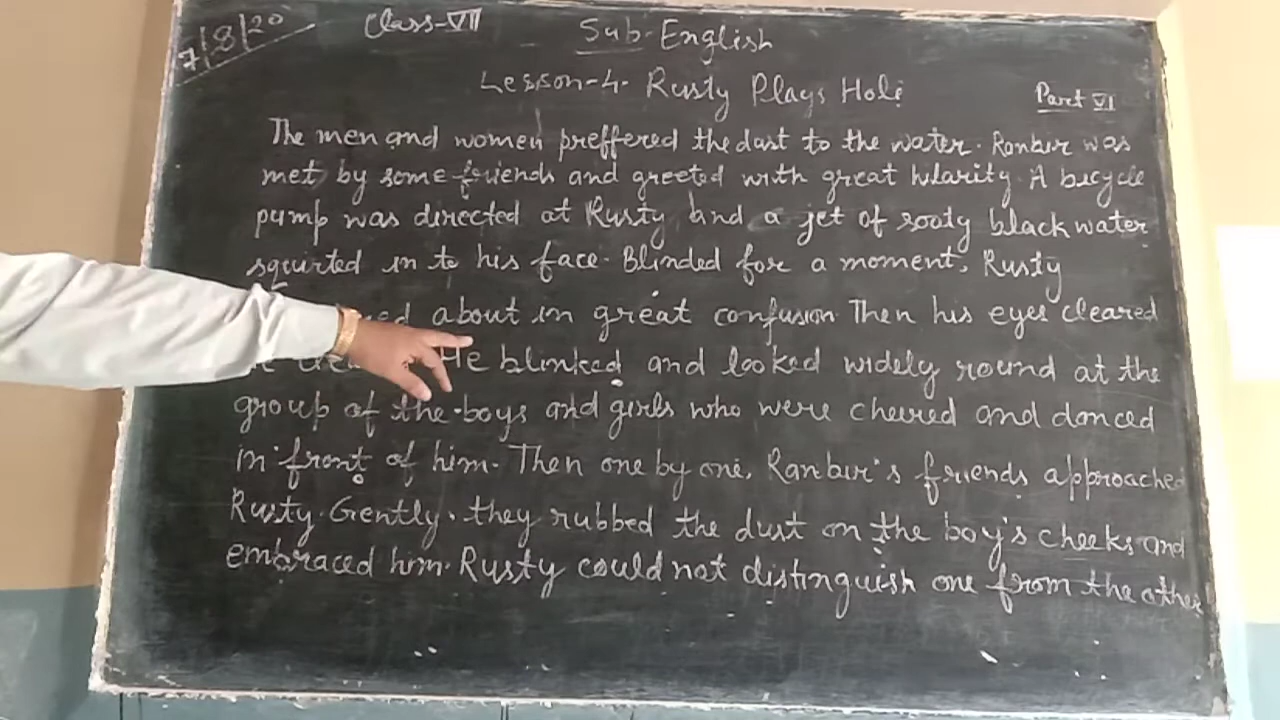 7/8/20
Class-VII
Sub-English
Lesson-4. Rusty Plays Holi
Part VI
The men and women preffered the dust to the water. Ranbir was
met by some friends and greeted with great hilarity. A bicycle
pump was directed at Rusty and a jet of sooty black water
squirted in to his face. Blinded for a moment, Rusty
about in great confusion. Then his eyes cleared
He blinked and looked widely round at the
group of the boys and girls who were cheered and danced
in front of him. Then one by one, Ranbir's friends approached
Rusty. Gently, they rubbed the dust on the boy's cheeks and
embraced him. Rusty could not distinguish one from the other